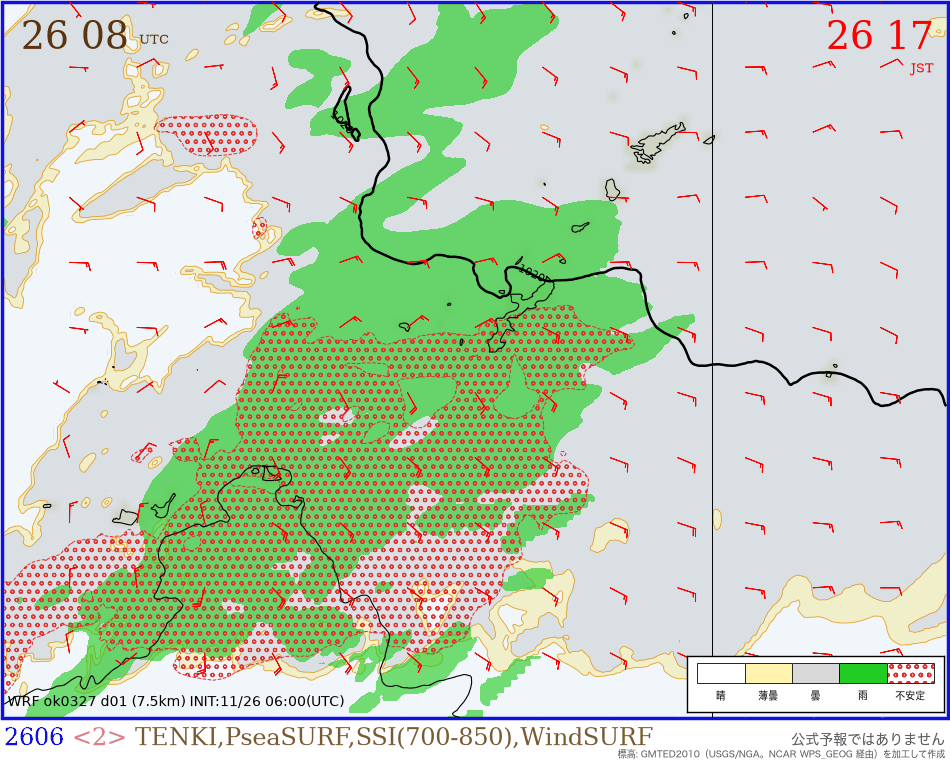 26 08 UTC
26 17
JST
1020
1020
WRF ok0327 d01 (7.5km) INIT:11/26 06:00(UTC)
晴 薄曇 曇 雨 不安定
2606 <2> TENKI,PseaSURF,SSI(700-850),WindSURF
公式予報ではありません
標高: GMTED2010（USGS/NGA。NCAR WPS_GEOG 経由）を加工して作成